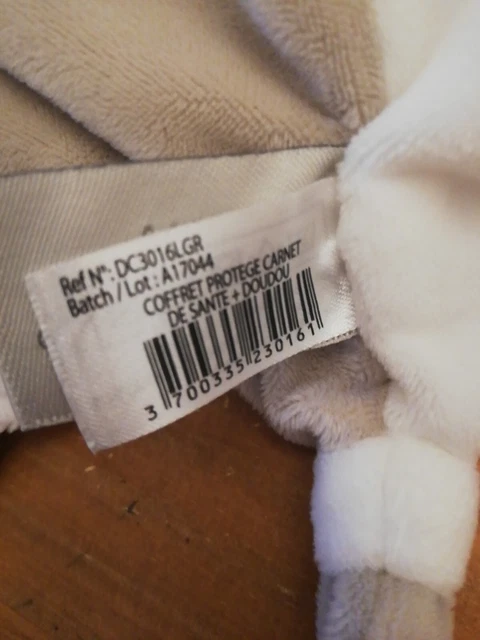 Ref N°: DC3016LGR
Batch / Lot : A17044
COFFRET PROTEGE CARNET
DE SANTE + DOUDOU
3 700335 230161